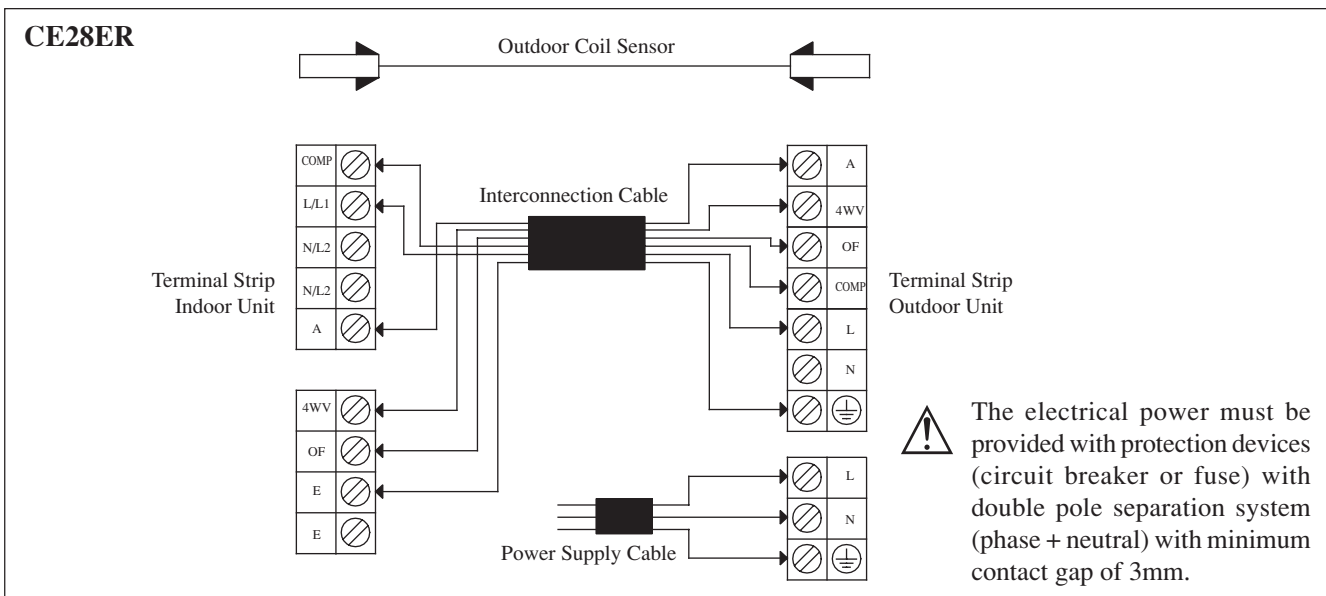 CE28ER
Outdoor Coil Sensor
COMP
L/L1
N/L2
N/L2
A
Terminal Strip
Indoor Unit
4WV
OF
E
E
Interconnection Cable
A
4WV
OF
COMP
L
N
Terminal Strip
Outdoor Unit
Power Supply Cable
L
N
The electrical power must be
provided with protection devices
(circuit breaker or fuse) with
double pole separation system
(phase + neutral) with minimum
contact gap of 3mm.